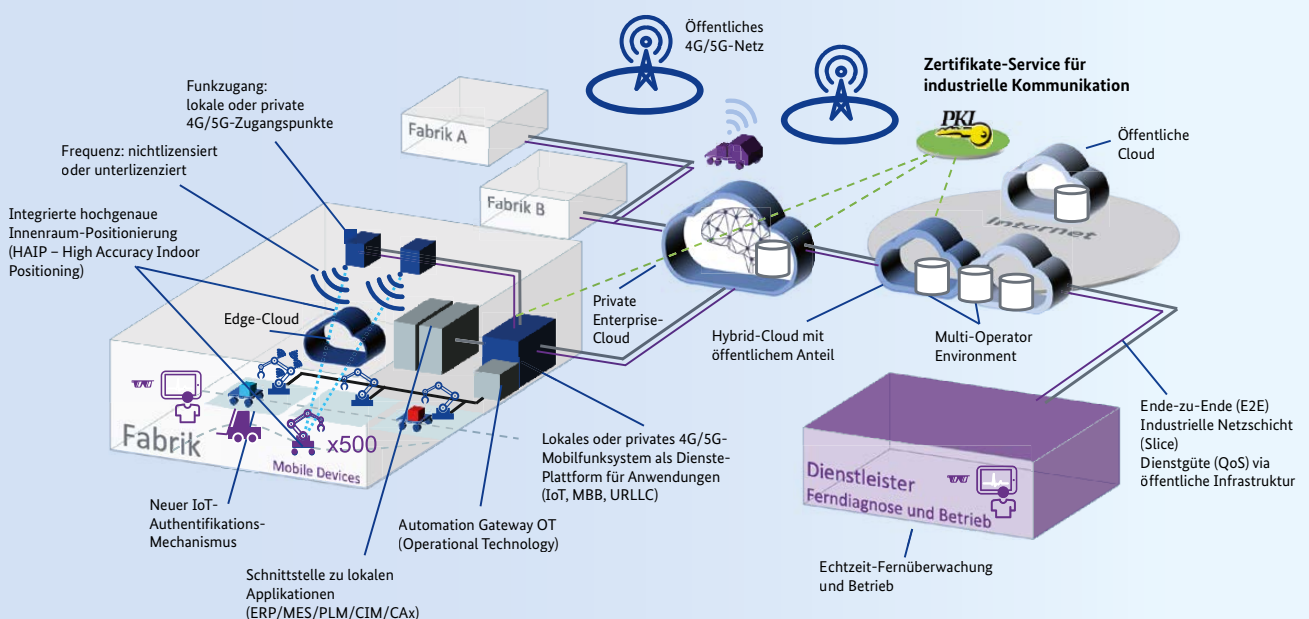 Öffentliches
4G/5G-Netz
Zertifikate-Service für
industrielle Kommunikation
PKI
Öffentliche
Cloud
Internet
Funkzugang:
lokale oder private
4G/5G-Zugangspunkte
Fabrik A
Frequenz: nichtlizensiert
oder unterlizenziert
Fabrik B
Integrierte hochgenaue
Innenraum-Positionierung
(HAIP – High Accuracy Indoor
Positioning)
Edge-Cloud
Private
Enterprise-
Cloud
Hybrid-Cloud mit
öffentlichem Anteil
Multi-Operator
Environment
Fabrik
x500
Mobile Devices
Neuer IoT-
Authentifikations-
Mechanismus
Schnittstelle zu lokalen
Applikationen
(ERP/MES/PLM/CIM/CAx)
Automation Gateway OT
(Operational Technology)
Lokales oder privates 4G/5G-
Mobilfunksystem als Dienste-
Plattform für Anwendungen
(IoT, MBB, URLLC)
Dienstleister
Ferndiagnose und Betrieb
Ende-zu-Ende (E2E)
Industrielle Netzschicht
(Slice)
Dienstgüte (QoS) via
öffentliche Infrastruktur
Echtzeit-Fernüberwachung
und Betrieb